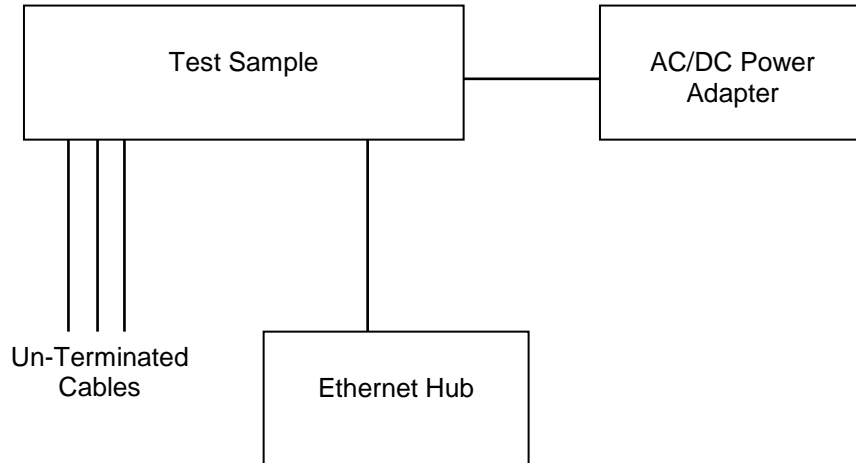 Test Sample
AC/DC Power
Adapter
Un-Terminated
Cables
Ethernet Hub